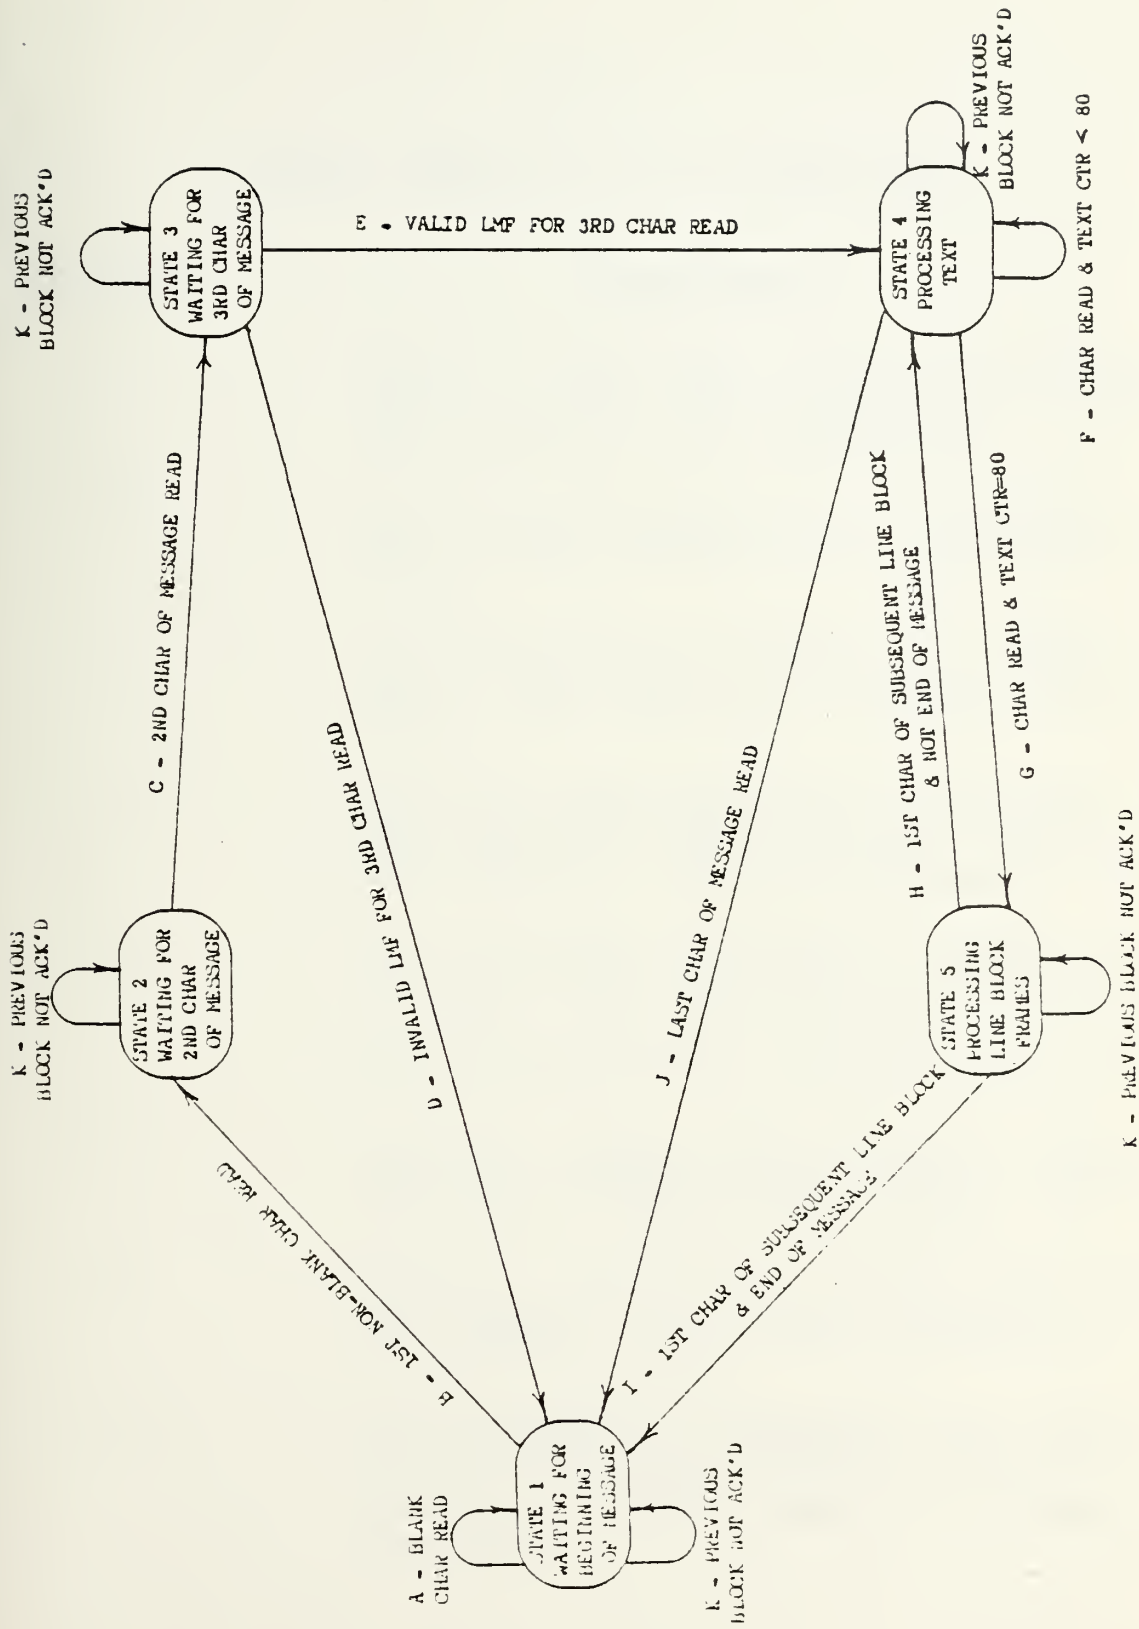 K - PREVIOUS
BLOCK NOT ACK'D
STATE 2
WAITING FOR
2ND CHAR
OF MESSAGE
C - 2ND CHAR OF MESSAGE READ
K - PREVIOUS
BLOCK NOT ACK'D
STATE 3
WAITING FOR
3RD CHAR
OF MESSAGE
B - 1ST NON-BLANK CHAR READ
D - INVALID LMF FOR 3RD CHAR READ
E - VALID LMF FOR 3RD CHAR READ
A - BLANK
CHAR READ
STATE 1
WAITING FOR
BEGINNING
OF MESSAGE
K - PREVIOUS
BLOCK NOT ACK'D
J - LAST CHAR OF MESSAGE READ
I - 1ST CHAR OF SUBSEQUENT LINE BLOCK
& END OF MESSAGE
H - 1ST CHAR OF SUBSEQUENT LINE BLOCK
& NOT END OF MESSAGE
G - CHAR READ & TEXT CTR=80
STATE 4
PROCESSING
TEXT
K - PREVIOUS
BLOCK NOT ACK'D
F - CHAR READ & TEXT CTR < 80
STATE 5
PROCESSING
LINE BLOCK
FRAMES
K - PREVIOUS BLOCK NOT ACK'D